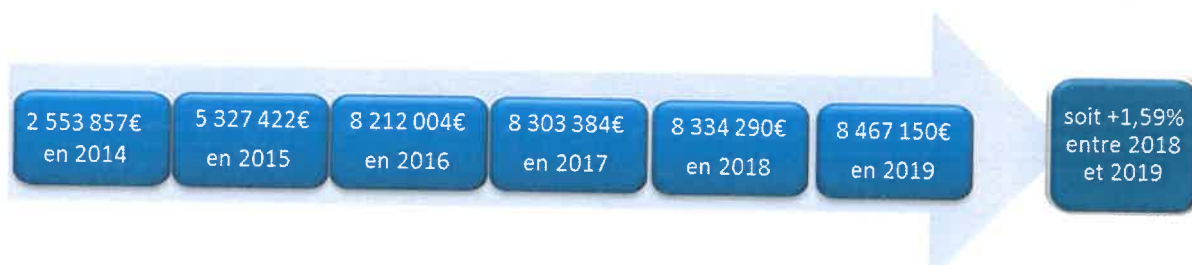 2 553 857€
en 2014
5 327 422€
en 2015
8 212 004€
en 2016
8 303 384€
en 2017
8 334 290€
en 2018
8 467 150€
en 2019
soit +1,59%
entre 2018
et 2019